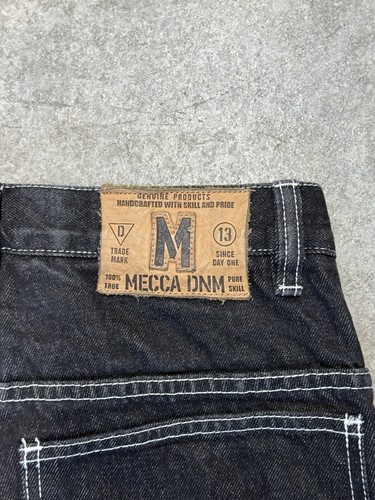 GENUINE PRODUCTS
HANDCRAFTED WITH SKILL AND PRIDE
D
TRADE
MARK
M
13
SINCE
DAY ONE
100%
TRUE
MECCA DNM
PURE
SKILL